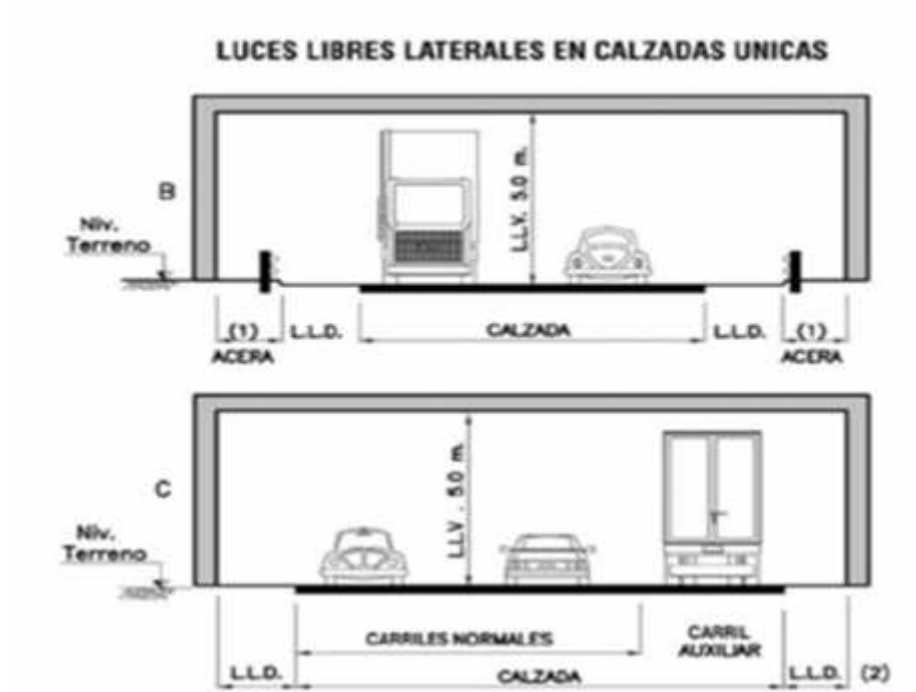 LUCES LIBRES LATERALES EN CALZADAS UNICAS
B
L.L.V. 5.0 m.
Niv.
Terreno
(1) L.L.D. CALZADA L.L.D. (1)
ACERA ACERA
C
L.L.V. 5.0 m.
Niv.
Terreno
CARRILES NORMALES CARRIL
AUXILIAR
L.L.D. CALZADA L.L.D. (2)